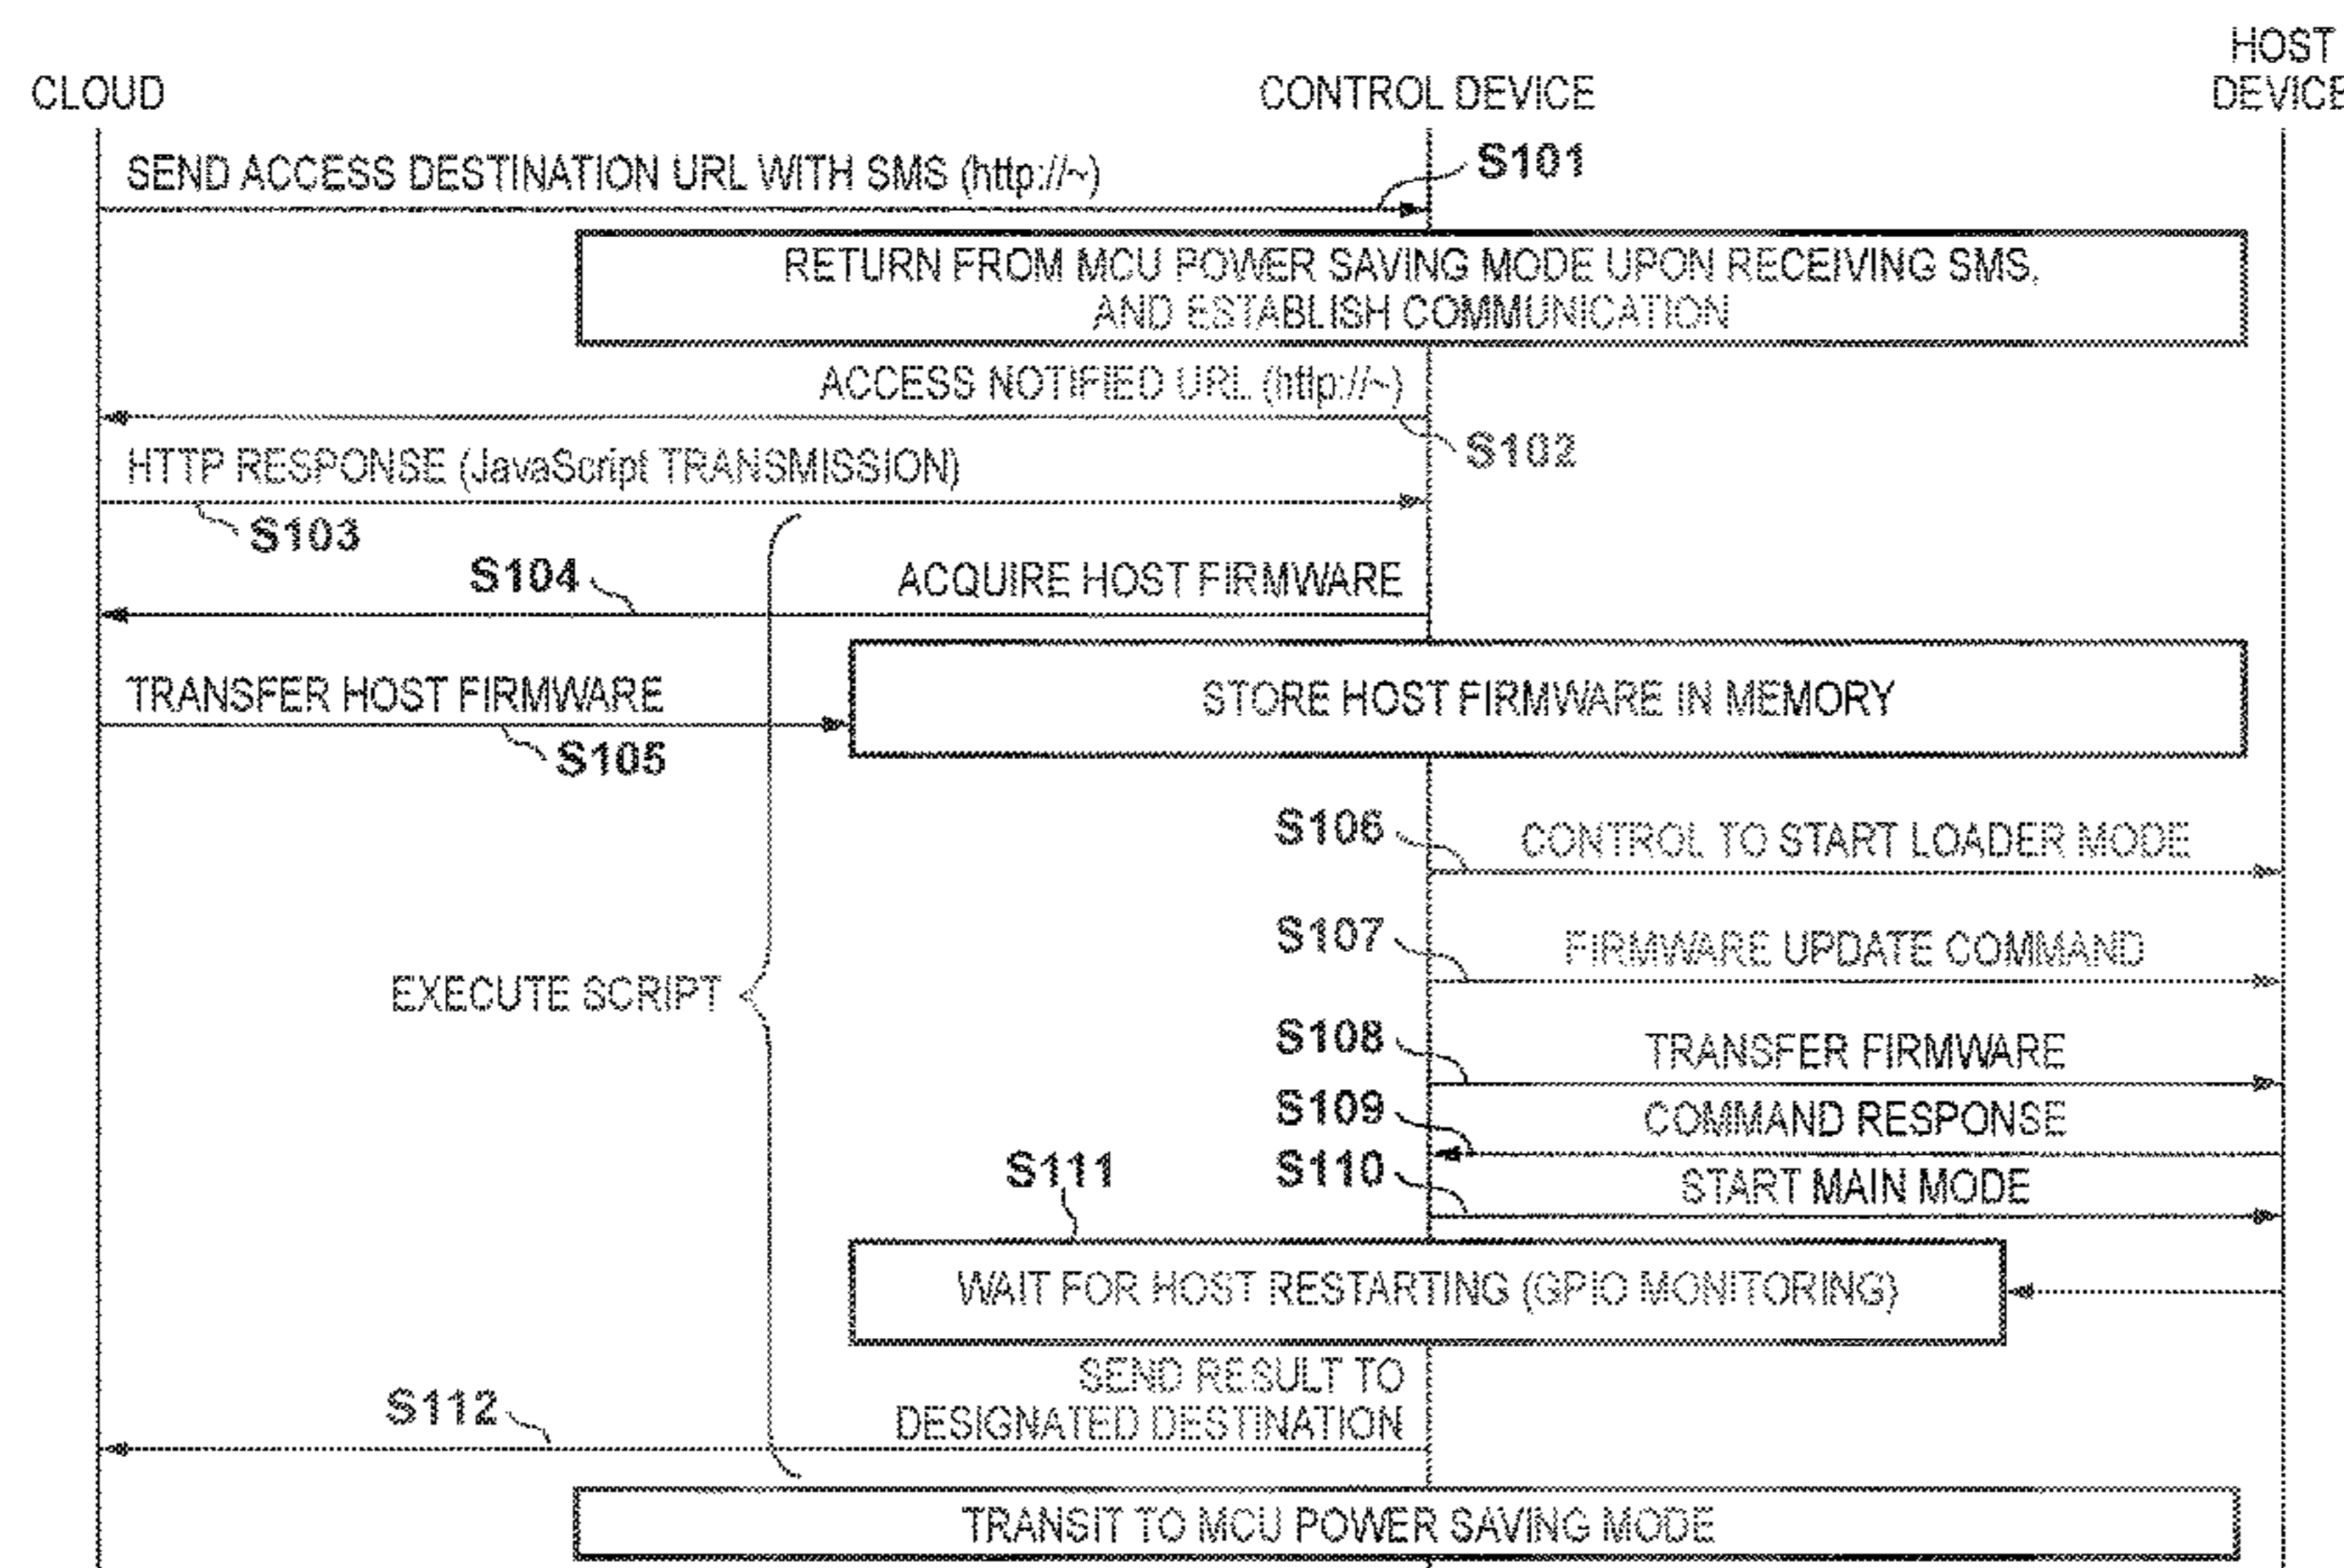 CLOUD
CONTROL DEVICE
HOST
DEVICE
SEND ACCESS DESTINATION URL WITH SMS (http://~)
S101
RETURN FROM MCU POWER SAVING MODE UPON RECEIVING SMS,
AND ESTABLISH COMMUNICATION
ACCESS NOTIFIED URL (http://~)
S102
HTTP RESPONSE (JavaScript TRANSMISSION)
S103
S104
ACQUIRE HOST FIRMWARE
TRANSFER HOST FIRMWARE
S105
STORE HOST FIRMWARE IN MEMORY
S106
CONTROL TO START LOADER MODE
S107
FIRMWARE UPDATE COMMAND
EXECUTE SCRIPT
S108
TRANSFER FIRMWARE
S109
COMMAND RESPONSE
S110
START MAIN MODE
S111
WAIT FOR HOST RESTARTING (GPIO MONITORING)
SEND RESULT TO
DESIGNATED DESTINATION
S112
TRANSIT TO MCU POWER SAVING MODE